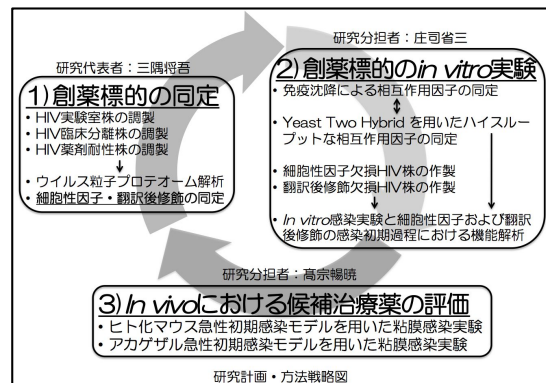 研究代表者：三隅将吾
1）創薬標的の同定
・HIV実験室株の調製
・HIV臨床分離株の調製
・HIV薬剤耐性株の調製
・ウイルス粒子プロテオーム解析
・細胞性因子・翻訳後修飾の同定
研究分担者：庄司省三
2）創薬標的のin vitro実験
・免疫沈降による相互作用因子の同定
・Yeast Two Hybrid を用いたハイスルー
プットな相互作用因子の同定
・細胞性因子欠損HIV株の作製
・翻訳後修飾欠損HIV株の作製
・In vitro感染実験と細胞性因子および翻訳
後修飾の感染初期過程における機能解析
研究分担者：高宗暢暁
3）In vivoにおける候補治療薬の評価
・ヒト化マウス急性初期感染モデルを用いた粘膜感染実験
・アカゲザル急性初期感染モデルを用いた粘膜感染実験
研究計画・方法戦略図